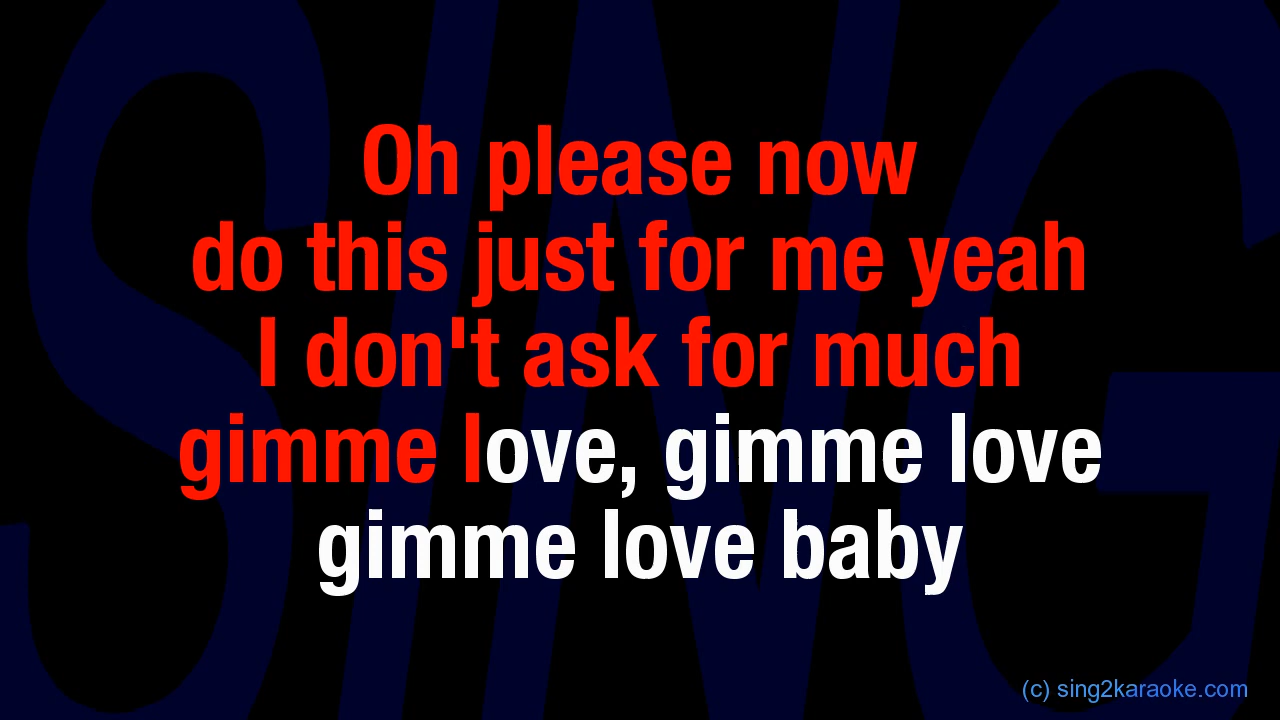 SING
Oh please now
do this just for me yeah
I don't ask for much
gimme love, gimme love
gimme love baby
(c) sing2karaoke.com